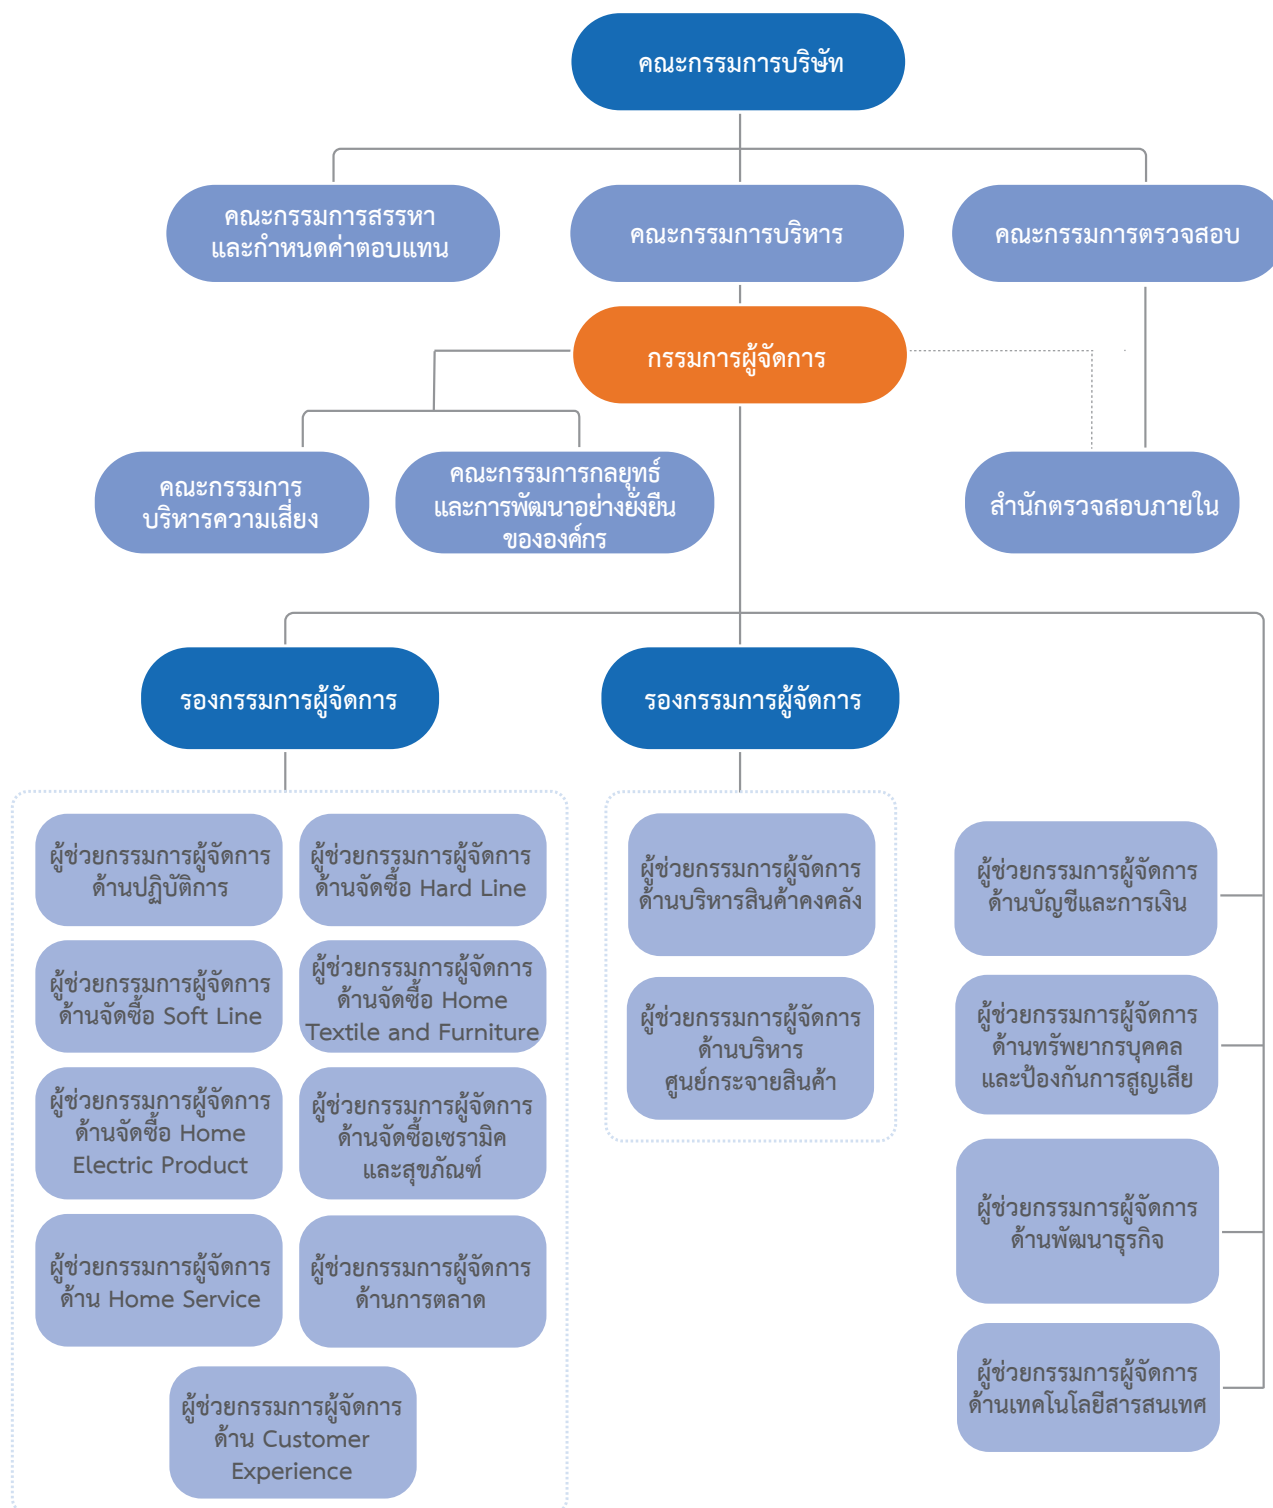 คณะกรรมการบริษัท
คณะกรรมการสรรหา
และกำหนดค่าตอบแทน
คณะกรรมการบริหาร
คณะกรรมการตรวจสอบ
กรรมการผู้จัดการ
คณะกรรมการ
บริหารความเสี่ยง
คณะกรรมการกลยุทธ์
และการพัฒนาอย่างยั่งยืน
ขององค์กร
สำนักตรวจสอบภายใน
รองกรรมการผู้จัดการ
รองกรรมการผู้จัดการ
ผู้ช่วยกรรมการผู้จัดการ
ด้านปฏิบัติการ
ผู้ช่วยกรรมการผู้จัดการ
ด้านจัดซื้อ Hard Line
ผู้ช่วยกรรมการผู้จัดการ
ด้านจัดซื้อ Soft Line
ผู้ช่วยกรรมการผู้จัดการ
ด้านจัดซื้อ Home
Textile and Furniture
ผู้ช่วยกรรมการผู้จัดการ
ด้านจัดซื้อ Home
Electric Product
ผู้ช่วยกรรมการผู้จัดการ
ด้านจัดซื้อเซรามิค
และสุขภัณฑ์
ผู้ช่วยกรรมการผู้จัดการ
ด้าน Home Service
ผู้ช่วยกรรมการผู้จัดการ
ด้านการตลาด
ผู้ช่วยกรรมการผู้จัดการ
ด้าน Customer
Experience
ผู้ช่วยกรรมการผู้จัดการ
ด้านบริหารสินค้าคงคลัง
ผู้ช่วยกรรมการผู้จัดการ
ด้านบริหาร
ศูนย์กระจายสินค้า
ผู้ช่วยกรรมการผู้จัดการ
ด้านบัญชีและการเงิน
ผู้ช่วยกรรมการผู้จัดการ
ด้านทรัพยากรบุคคล
และป้องกันการสูญเสีย
ผู้ช่วยกรรมการผู้จัดการ
ด้านพัฒนาธุรกิจ
ผู้ช่วยกรรมการผู้จัดการ
ด้านเทคโนโลยีสารสนเทศ